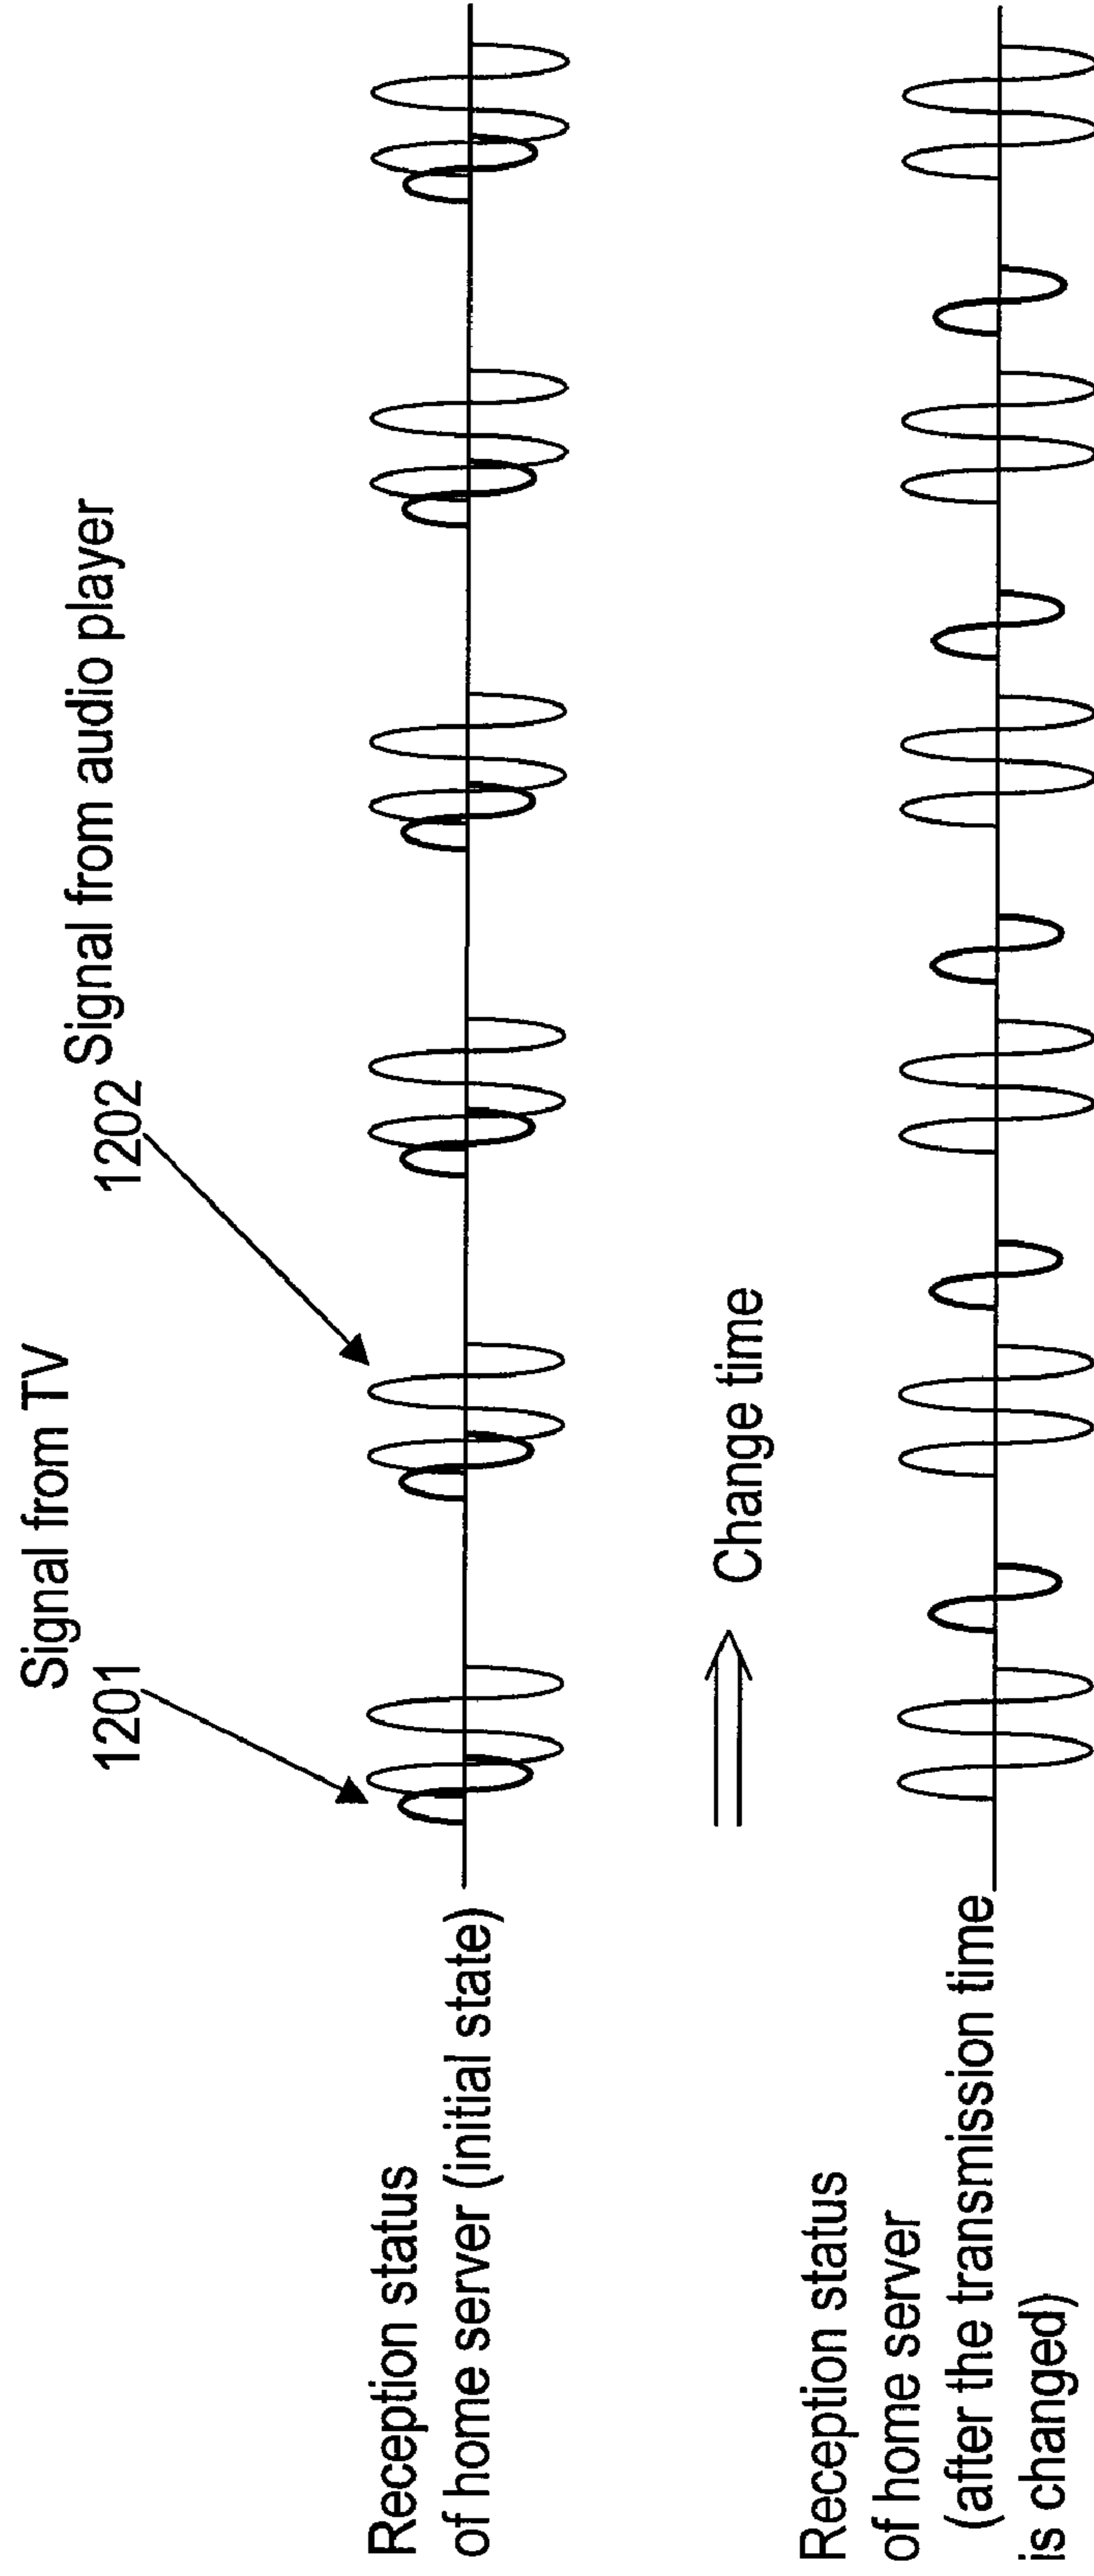 Signal from TV
1201
Signal from audio player
1202
Reception status
of home server (initial state)
Change time
Reception status
of home server
(after the transmission time
is changed)